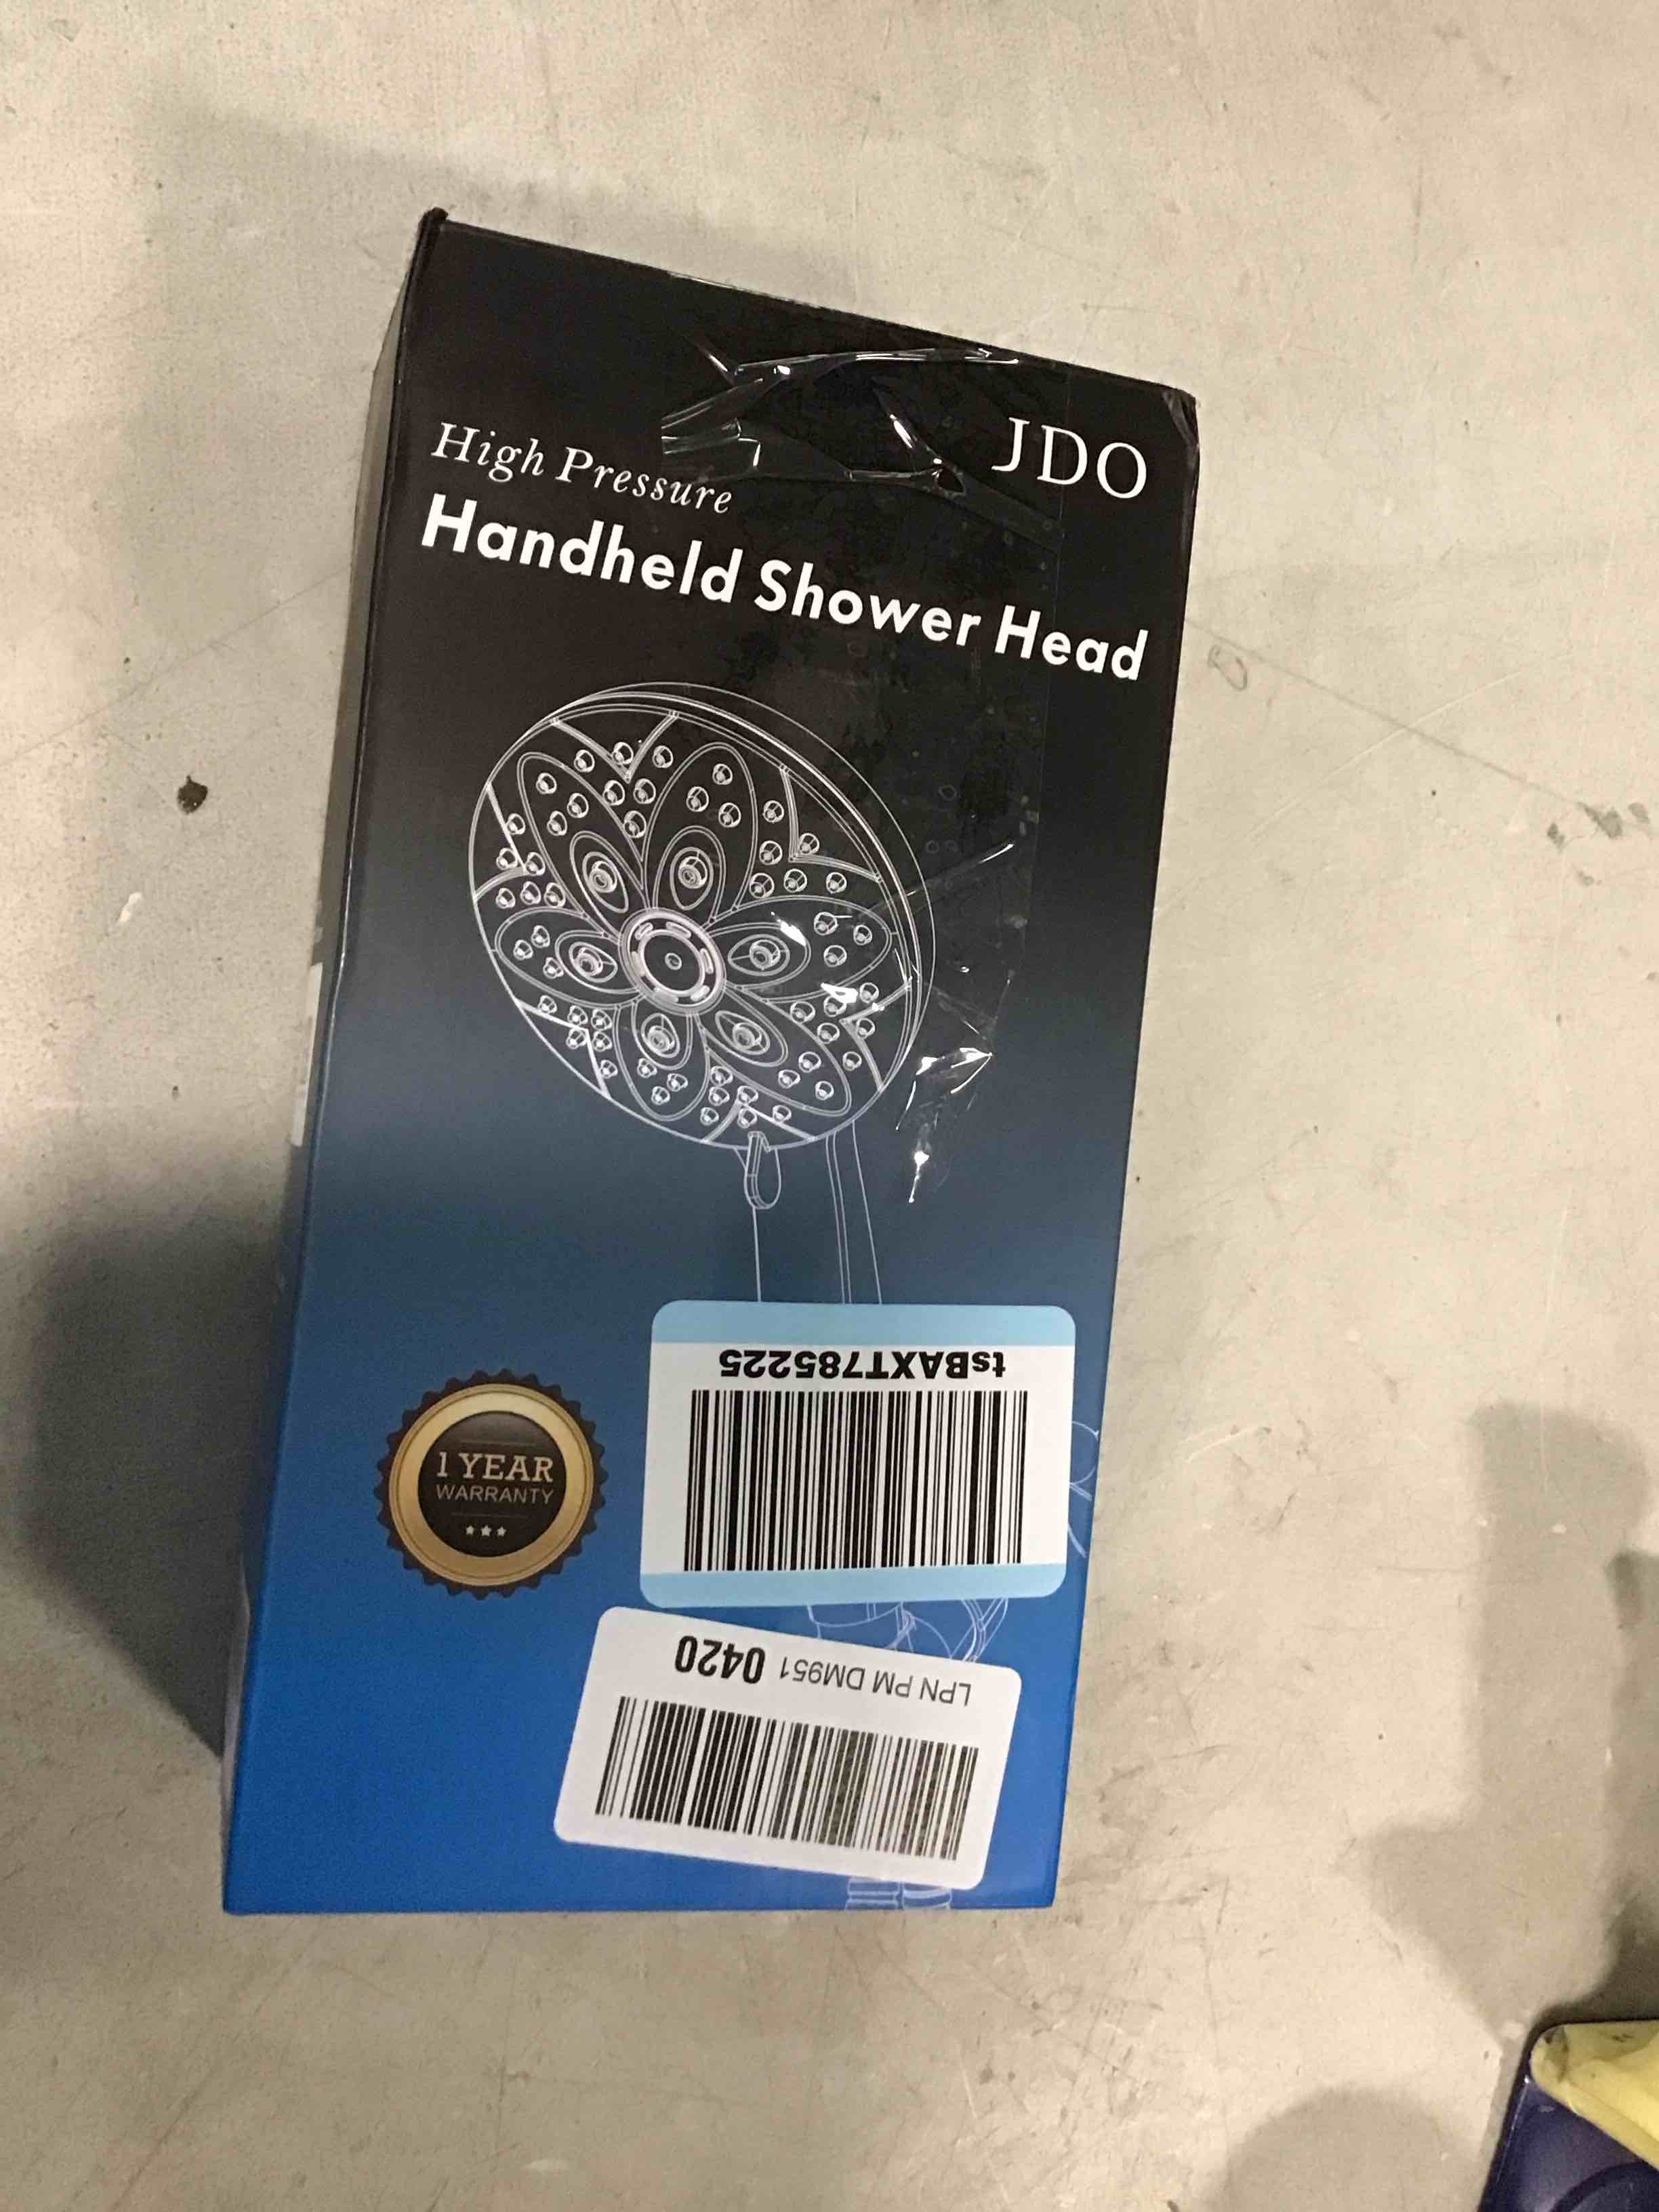 JDO
High Pressure
Handheld Shower Head
1 YEAR
WARRANTY
tsBAXT785225
LPN PM DM951 0420